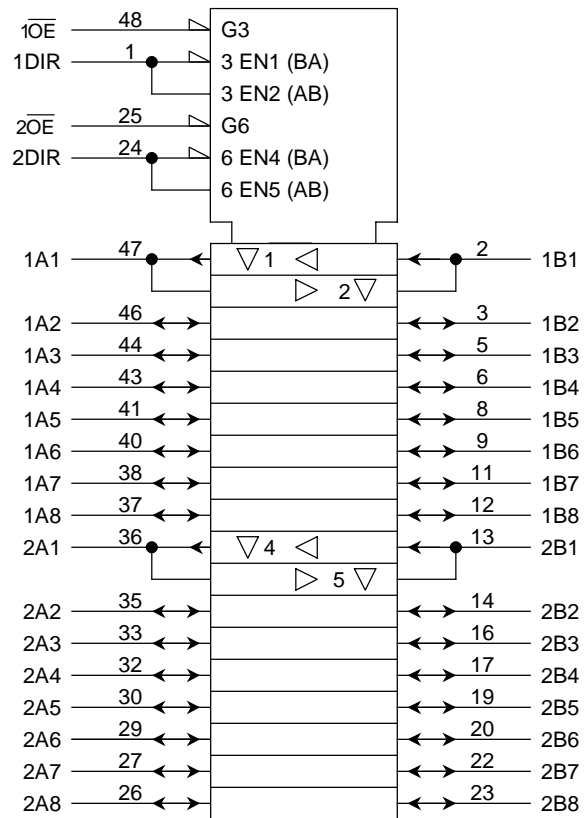 1O̅E̅ 48 G3
1DIR 1 3 EN1 (BA)
3 EN2 (AB)
2O̅E̅ 25 G6
2DIR 24 6 EN4 (BA)
6 EN5 (AB)
1A1 47 ▽ 1 ◁ 2 1B1
▷ 2 ▽
1A2 46 3 1B2
1A3 44 5 1B3
1A4 43 6 1B4
1A5 41 8 1B5
1A6 40 9 1B6
1A7 38 11 1B7
1A8 37 12 1B8
2A1 36 ▽ 4 ◁ 13 2B1
▷ 5 ▽
2A2 35 14 2B2
2A3 33 16 2B3
2A4 32 17 2B4
2A5 30 19 2B5
2A6 29 20 2B6
2A7 27 22 2B7
2A8 26 23 2B8